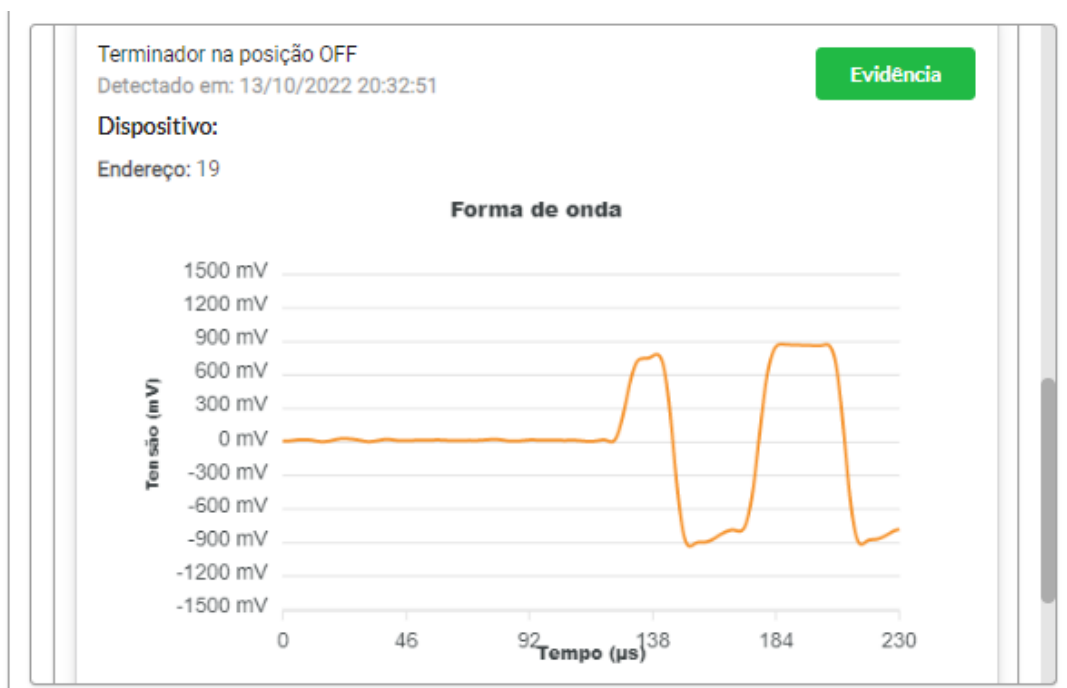 Terminador na posição OFF
Detectado em: 13/10/2022 20:32:51
Evidência
Dispositivo:
Endereço: 19
Forma de onda
1500 mV
1200 mV
900 mV
600 mV
300 mV
0 mV
-300 mV
-600 mV
-900 mV
-1200 mV
-1500 mV
Tensão (mV)
0 46 92 138 184 230
Tempo (µs)